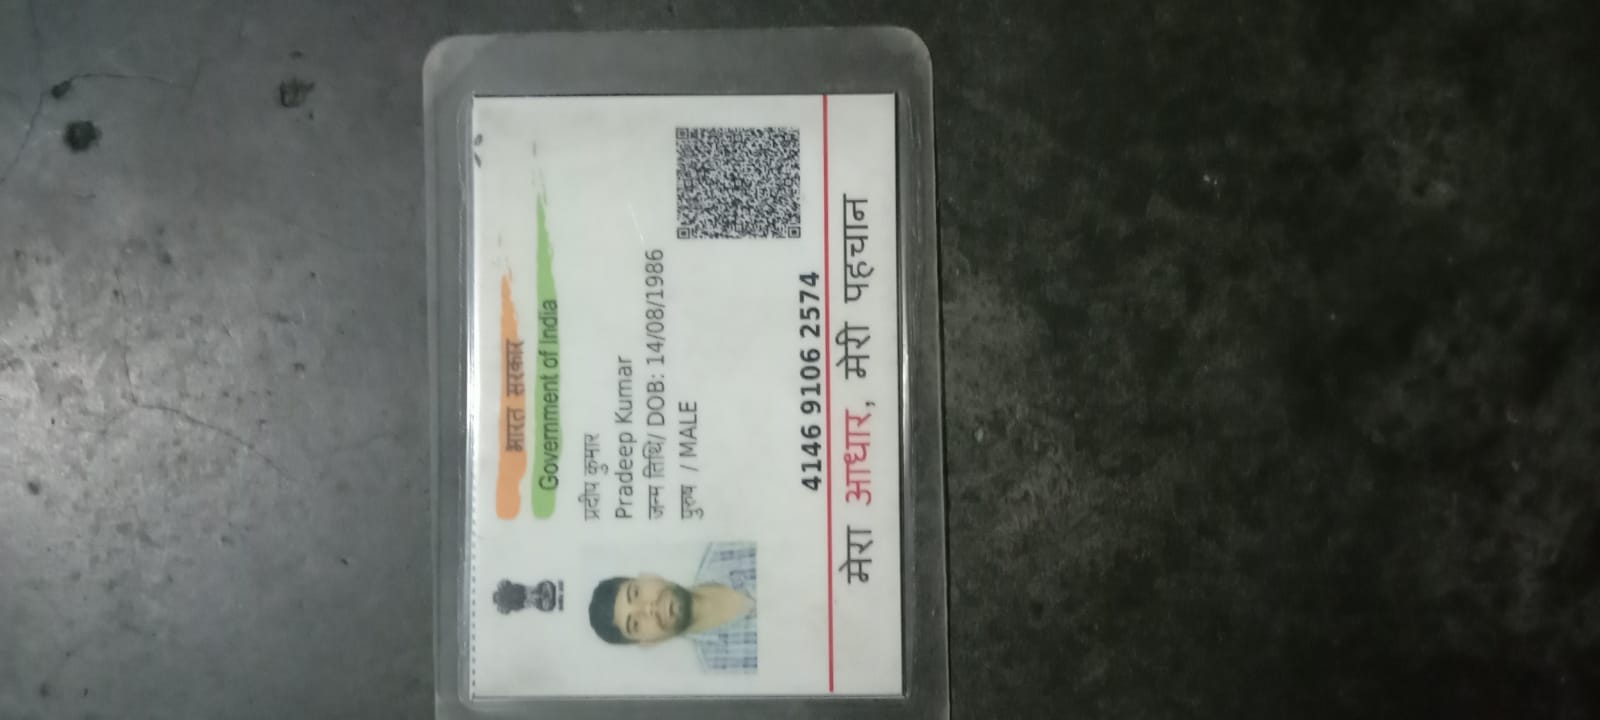 भारत सरकार
Government of India
प्रदीप कुमार
Pradeep Kumar
जन्म तिथि/ DOB: 14/08/1986
पुरुष / MALE
4146 9106 2574
मेरा आधार, मेरी पहचान